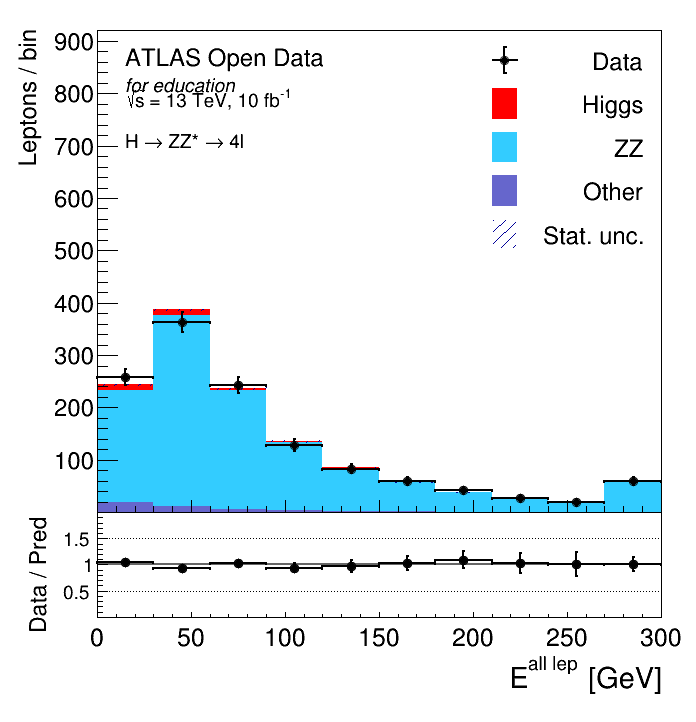 Leptons / bin
900
800
700
600
500
400
300
200
100
ATLAS Open Data
for education
√s = 13 TeV, 10 fb⁻¹
H → ZZ* → 4l
Data
Higgs
ZZ
Other
Stat. unc.
Data / Pred
1.5
1
0.5
0 50 100 150 200 250 300
E^all lep [GeV]